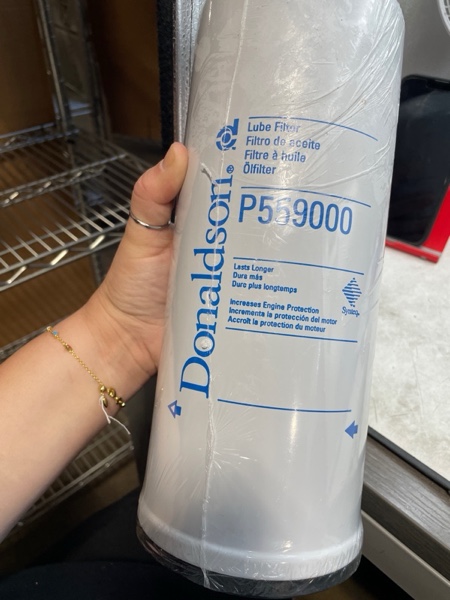 Donaldson®
Lube Filter
Filtro de aceite
Filtre à huile
Ölfilter
P559000
Lasts Longer
Dura más
Dure plus longtemps
Synteq
Increases Engine Protection
Incrementa la protección del motor
Accroît la protection du moteur